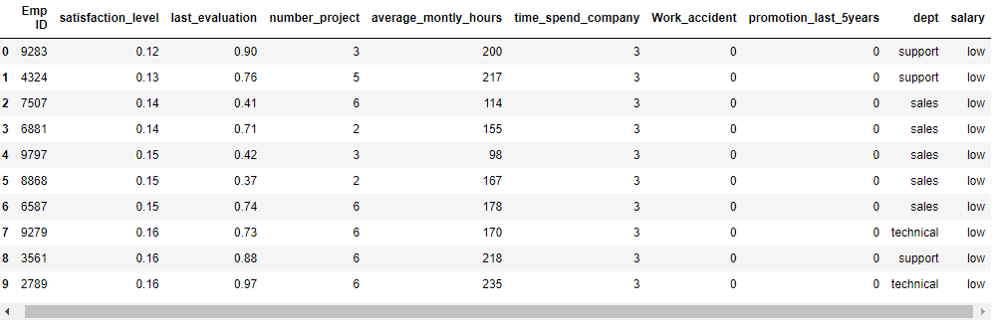 Emp ID satisfaction_level last_evaluation number_project average_montly_hours time_spend_company Work_accident promotion_last_5years dept salary
0 9283 0.12 0.90 3 200 3 0 0 support low
1 4324 0.13 0.76 5 217 3 0 0 support low
2 7507 0.14 0.41 6 114 3 0 0 sales low
3 6881 0.14 0.71 2 155 3 0 0 sales low
4 9797 0.15 0.42 3 98 3 0 0 sales low
5 8868 0.15 0.37 2 167 3 0 0 sales low
6 6587 0.15 0.74 6 178 3 0 0 sales low
7 9279 0.16 0.73 6 170 3 0 0 technical low
8 3561 0.16 0.88 6 218 3 0 0 support low
9 2789 0.16 0.97 6 235 3 0 0 technical low